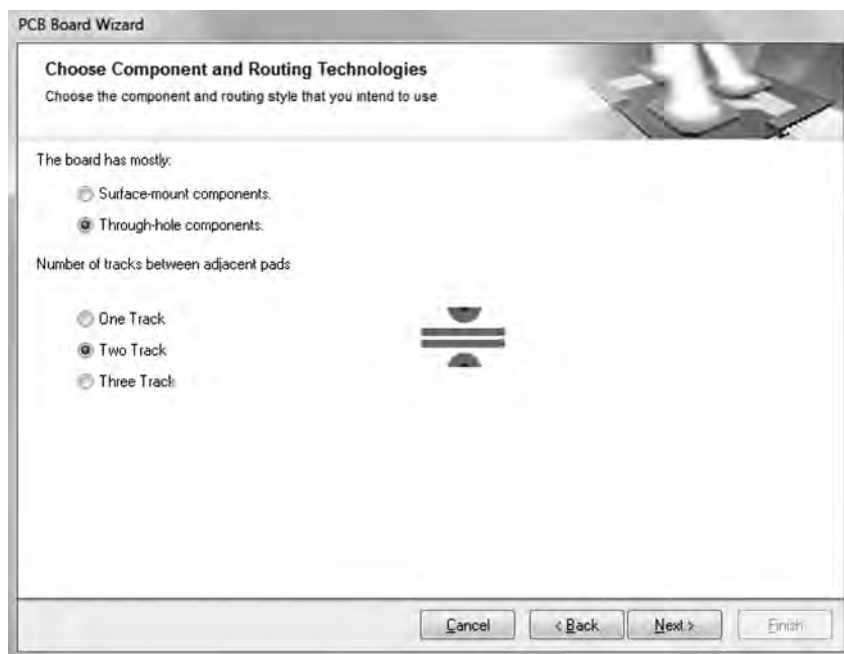 PCB Board Wizard
Choose Component and Routing Technologies
Choose the component and routing style that you intend to use
The board has mostly:
Surface-mount components.
Through-hole components.
Number of tracks between adjacent pads
One Track
Two Track
Three Track
Cancel
< Back
Next >
Finish